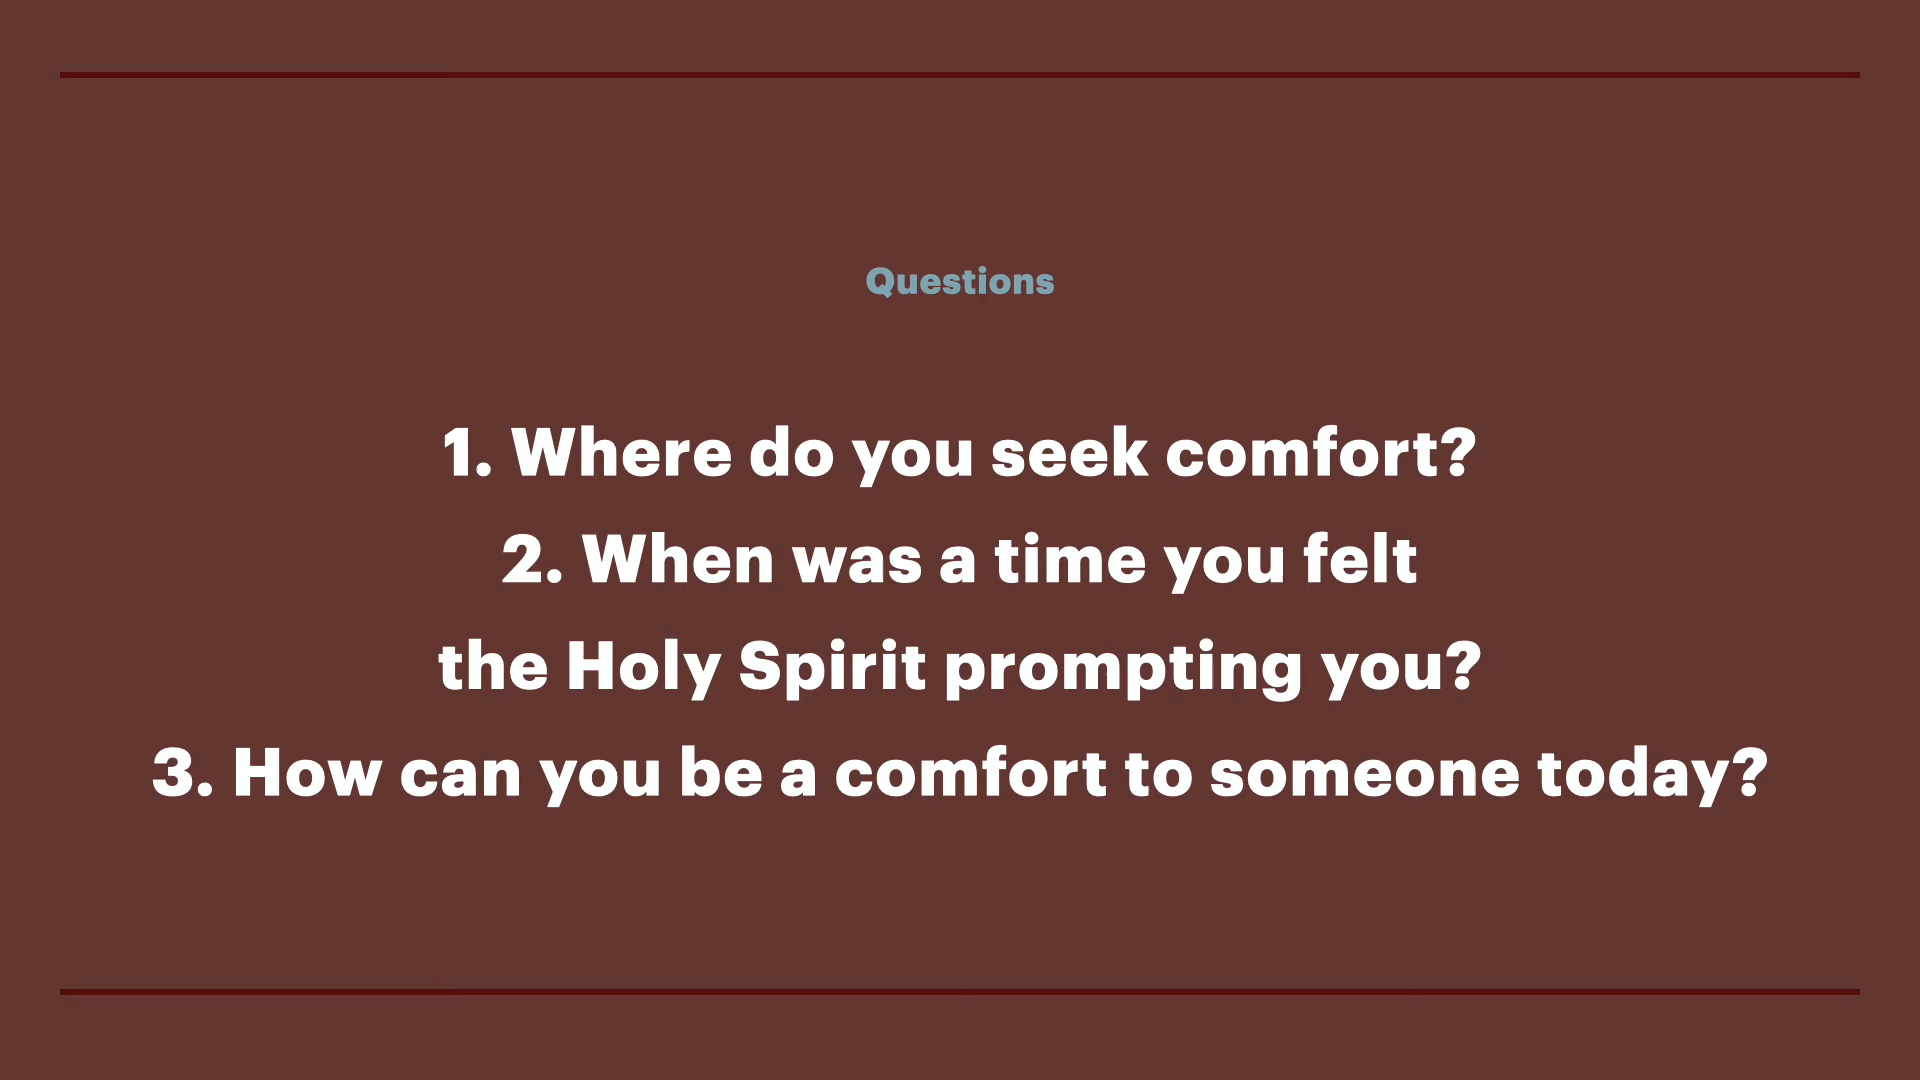 Questions
1. Where do you seek comfort?
2. When was a time you felt
the Holy Spirit prompting you?
3. How can you be a comfort to someone today?